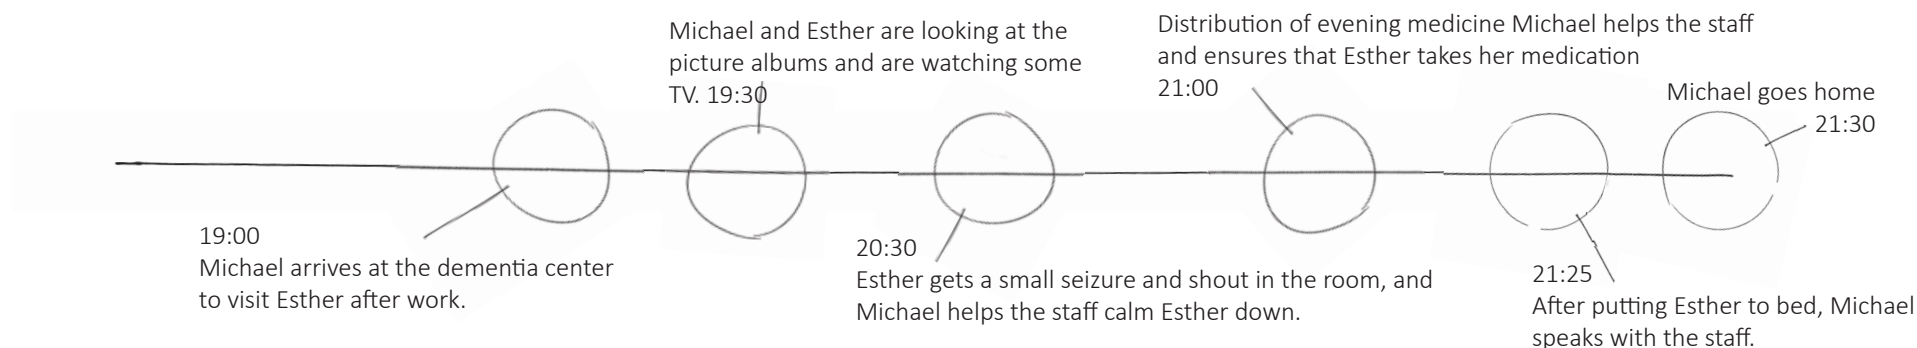 19:00
Michael arrives at the dementia center
to visit Esther after work.
Michael and Esther are looking at the
picture albums and are watching some
TV. 19:30
20:30
Esther gets a small seizure and shout in the room, and
Michael helps the staff calm Esther down.
Distribution of evening medicine Michael helps the staff
and ensures that Esther takes her medication
21:00
21:25
After putting Esther to bed, Michael
speaks with the staff.
Michael goes home
21:30